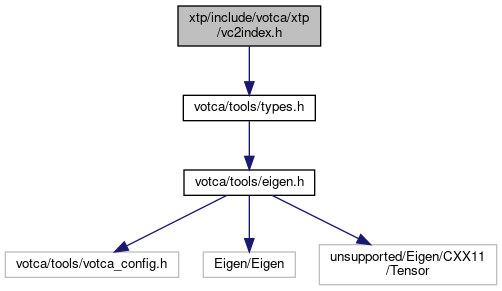 xtp/include/votca/xtp
/vc2index.h
votca/tools/types.h
votca/tools/eigen.h
votca/tools/votca_config.h
Eigen/Eigen
unsupported/Eigen/CXX11
/Tensor